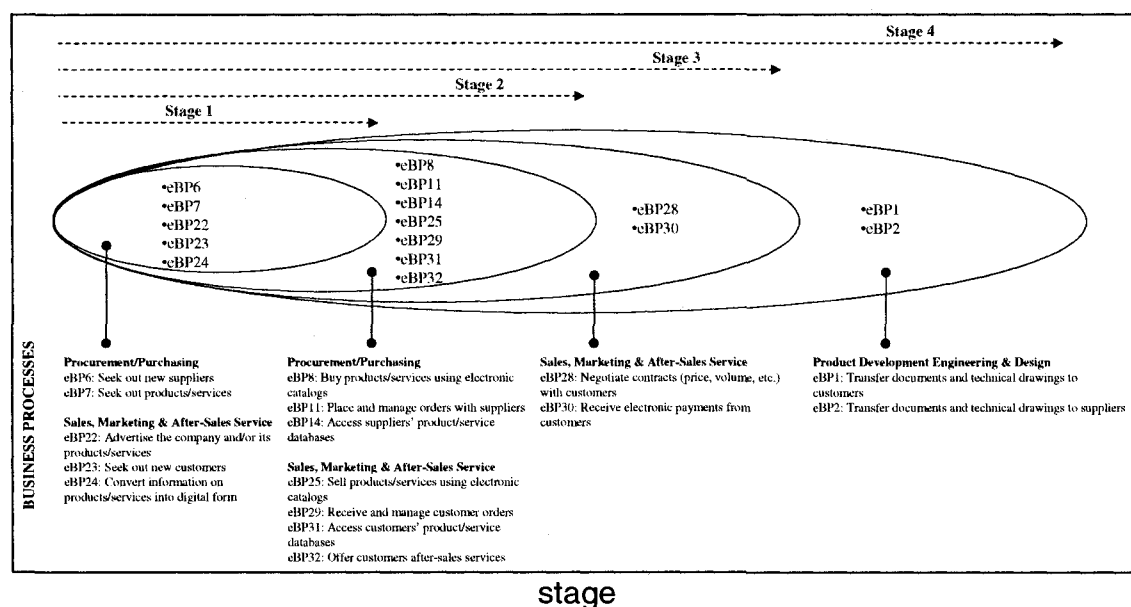 Stage 4
Stage 3
Stage 2
Stage 1
•eBP6
•eBP7
•eBP22
•eBP23
•eBP24
•eBP8
•eBP11
•eBP14
•eBP25
•eBP29
•eBP31
•eBP32
•eBP28
•eBP30
•eBP1
•eBP2
BUSINESS PROCESSES
Procurement/Purchasing
eBP6: Seek out new suppliers
eBP7: Seek out products/services
Sales, Marketing & After-Sales Service
eBP22: Advertise the company and/or its
products/services
eBP23: Seek out new customers
eBP24: Convert information on
products/services into digital form
Procurement/Purchasing
eBP8: Buy products/services using electronic
catalogs
eBP11: Place and manage orders with suppliers
eBP14: Access suppliers' product/service
databases
Sales, Marketing & After-Sales Service
eBP25: Sell products/services using electronic
catalogs
eBP29: Receive and manage customer orders
eBP31: Access customers' product/service
databases
eBP32: Offer customers after-sales services
Sales, Marketing & After-Sales Service
eBP28: Negotiate contracts (price, volume, etc.)
with customers
eBP30: Receive electronic payments from
customers
Product Development Engineering & Design
eBP1: Transfer documents and technical drawings to
customers
eBP2: Transfer documents and technical drawings to suppliers
stage